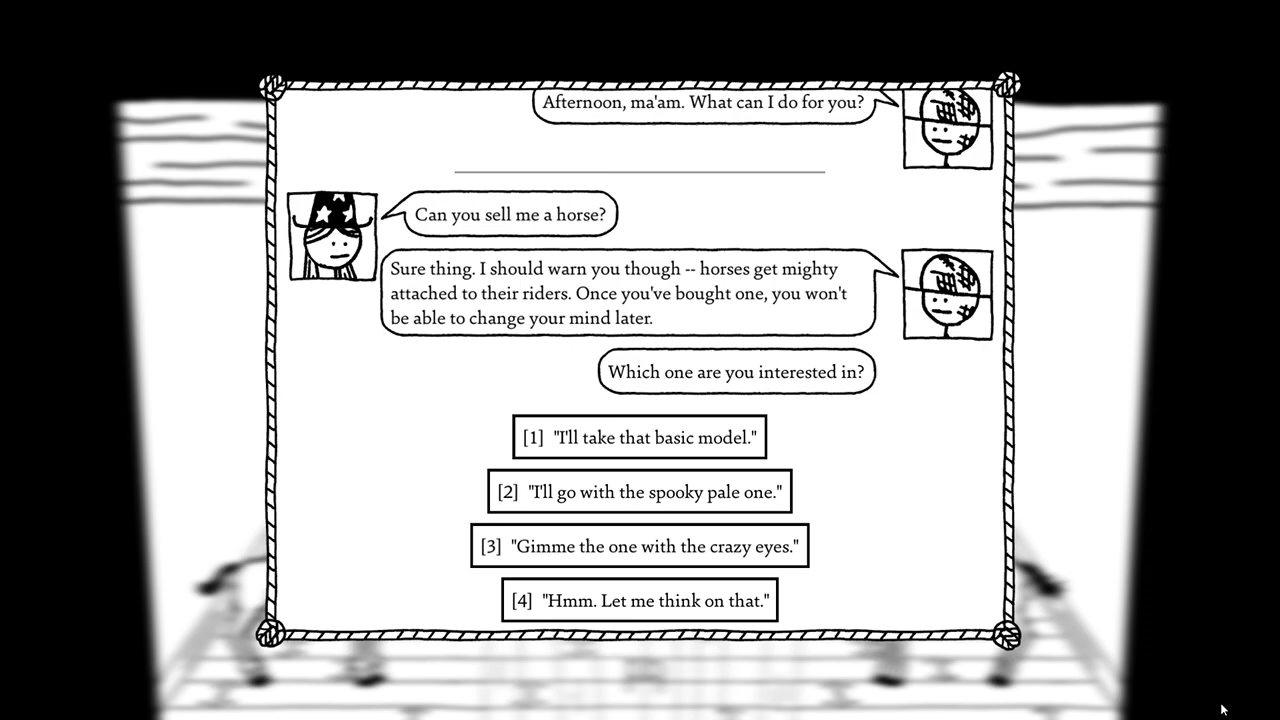 Afternoon, ma'am. What can I do for you?
Can you sell me a horse?
Sure thing. I should warn you though -- horses get mighty
attached to their riders. Once you've bought one, you won't
be able to change your mind later.
Which one are you interested in?
[1] "I'll take that basic model."
[2] "I'll go with the spooky pale one."
[3] "Gimme the one with the crazy eyes."
[4] "Hmm. Let me think on that."